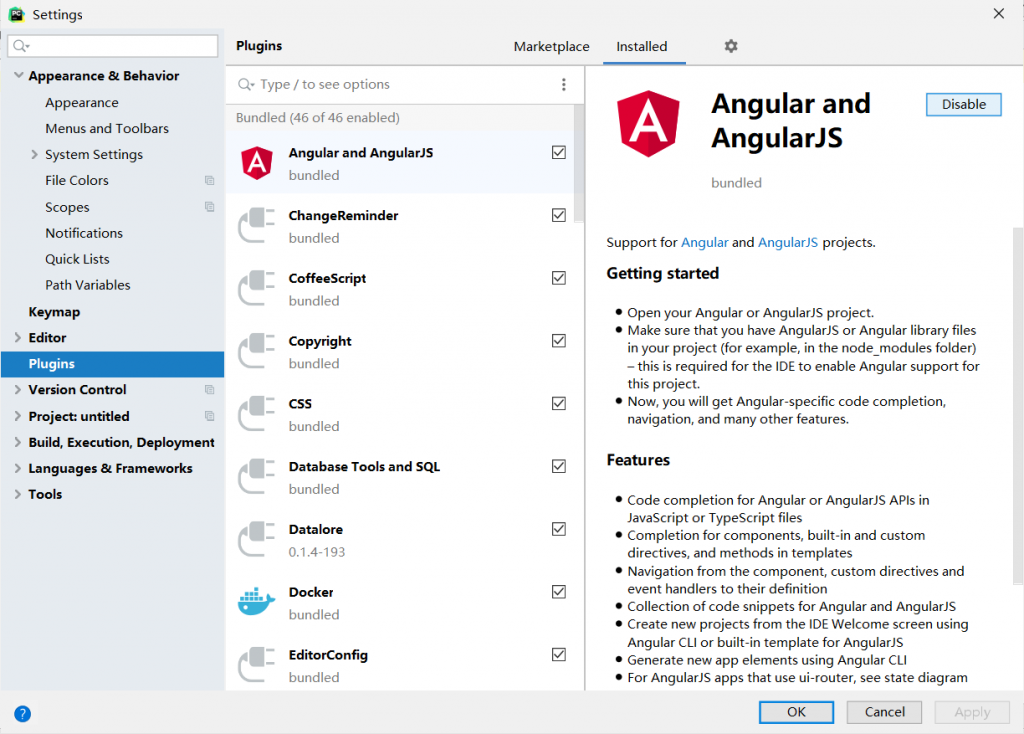 Settings
Appearance & Behavior
Appearance
Menus and Toolbars
System Settings
File Colors
Scopes
Notifications
Quick Lists
Path Variables
Keymap
Editor
Plugins
Version Control
Project: untitled
Build, Execution, Deployment
Languages & Frameworks
Tools
Plugins
Marketplace
Installed
Type / to see options
Bundled (46 of 46 enabled)
Angular and AngularJS
bundled
ChangeReminder
bundled
CoffeeScript
bundled
Copyright
bundled
CSS
bundled
Database Tools and SQL
bundled
Datalore
0.1.4-193
Docker
bundled
EditorConfig
bundled
Angular and
AngularJS
Disable
bundled
Support for Angular and AngularJS projects.
Getting started
Open your Angular or AngularJS project.
Make sure that you have AngularJS or Angular library files
in your project (for example, in the node_modules folder)
– this is required for the IDE to enable Angular support for
this project.
Now, you will get Angular-specific code completion,
navigation, and many other features.
Features
Code completion for Angular or AngularJS APIs in
JavaScript or TypeScript files
Completion for components, built-in and custom
directives, and methods in templates
Navigation from the component, custom directives and
event handlers to their definition
Collection of code snippets for Angular and AngularJS
Create new projects from the IDE Welcome screen using
Angular CLI or built-in template for AngularJS
Generate new app elements using Angular CLI
For AngularJS apps that use ui-router, see state diagram
?
OK
Cancel
Apply